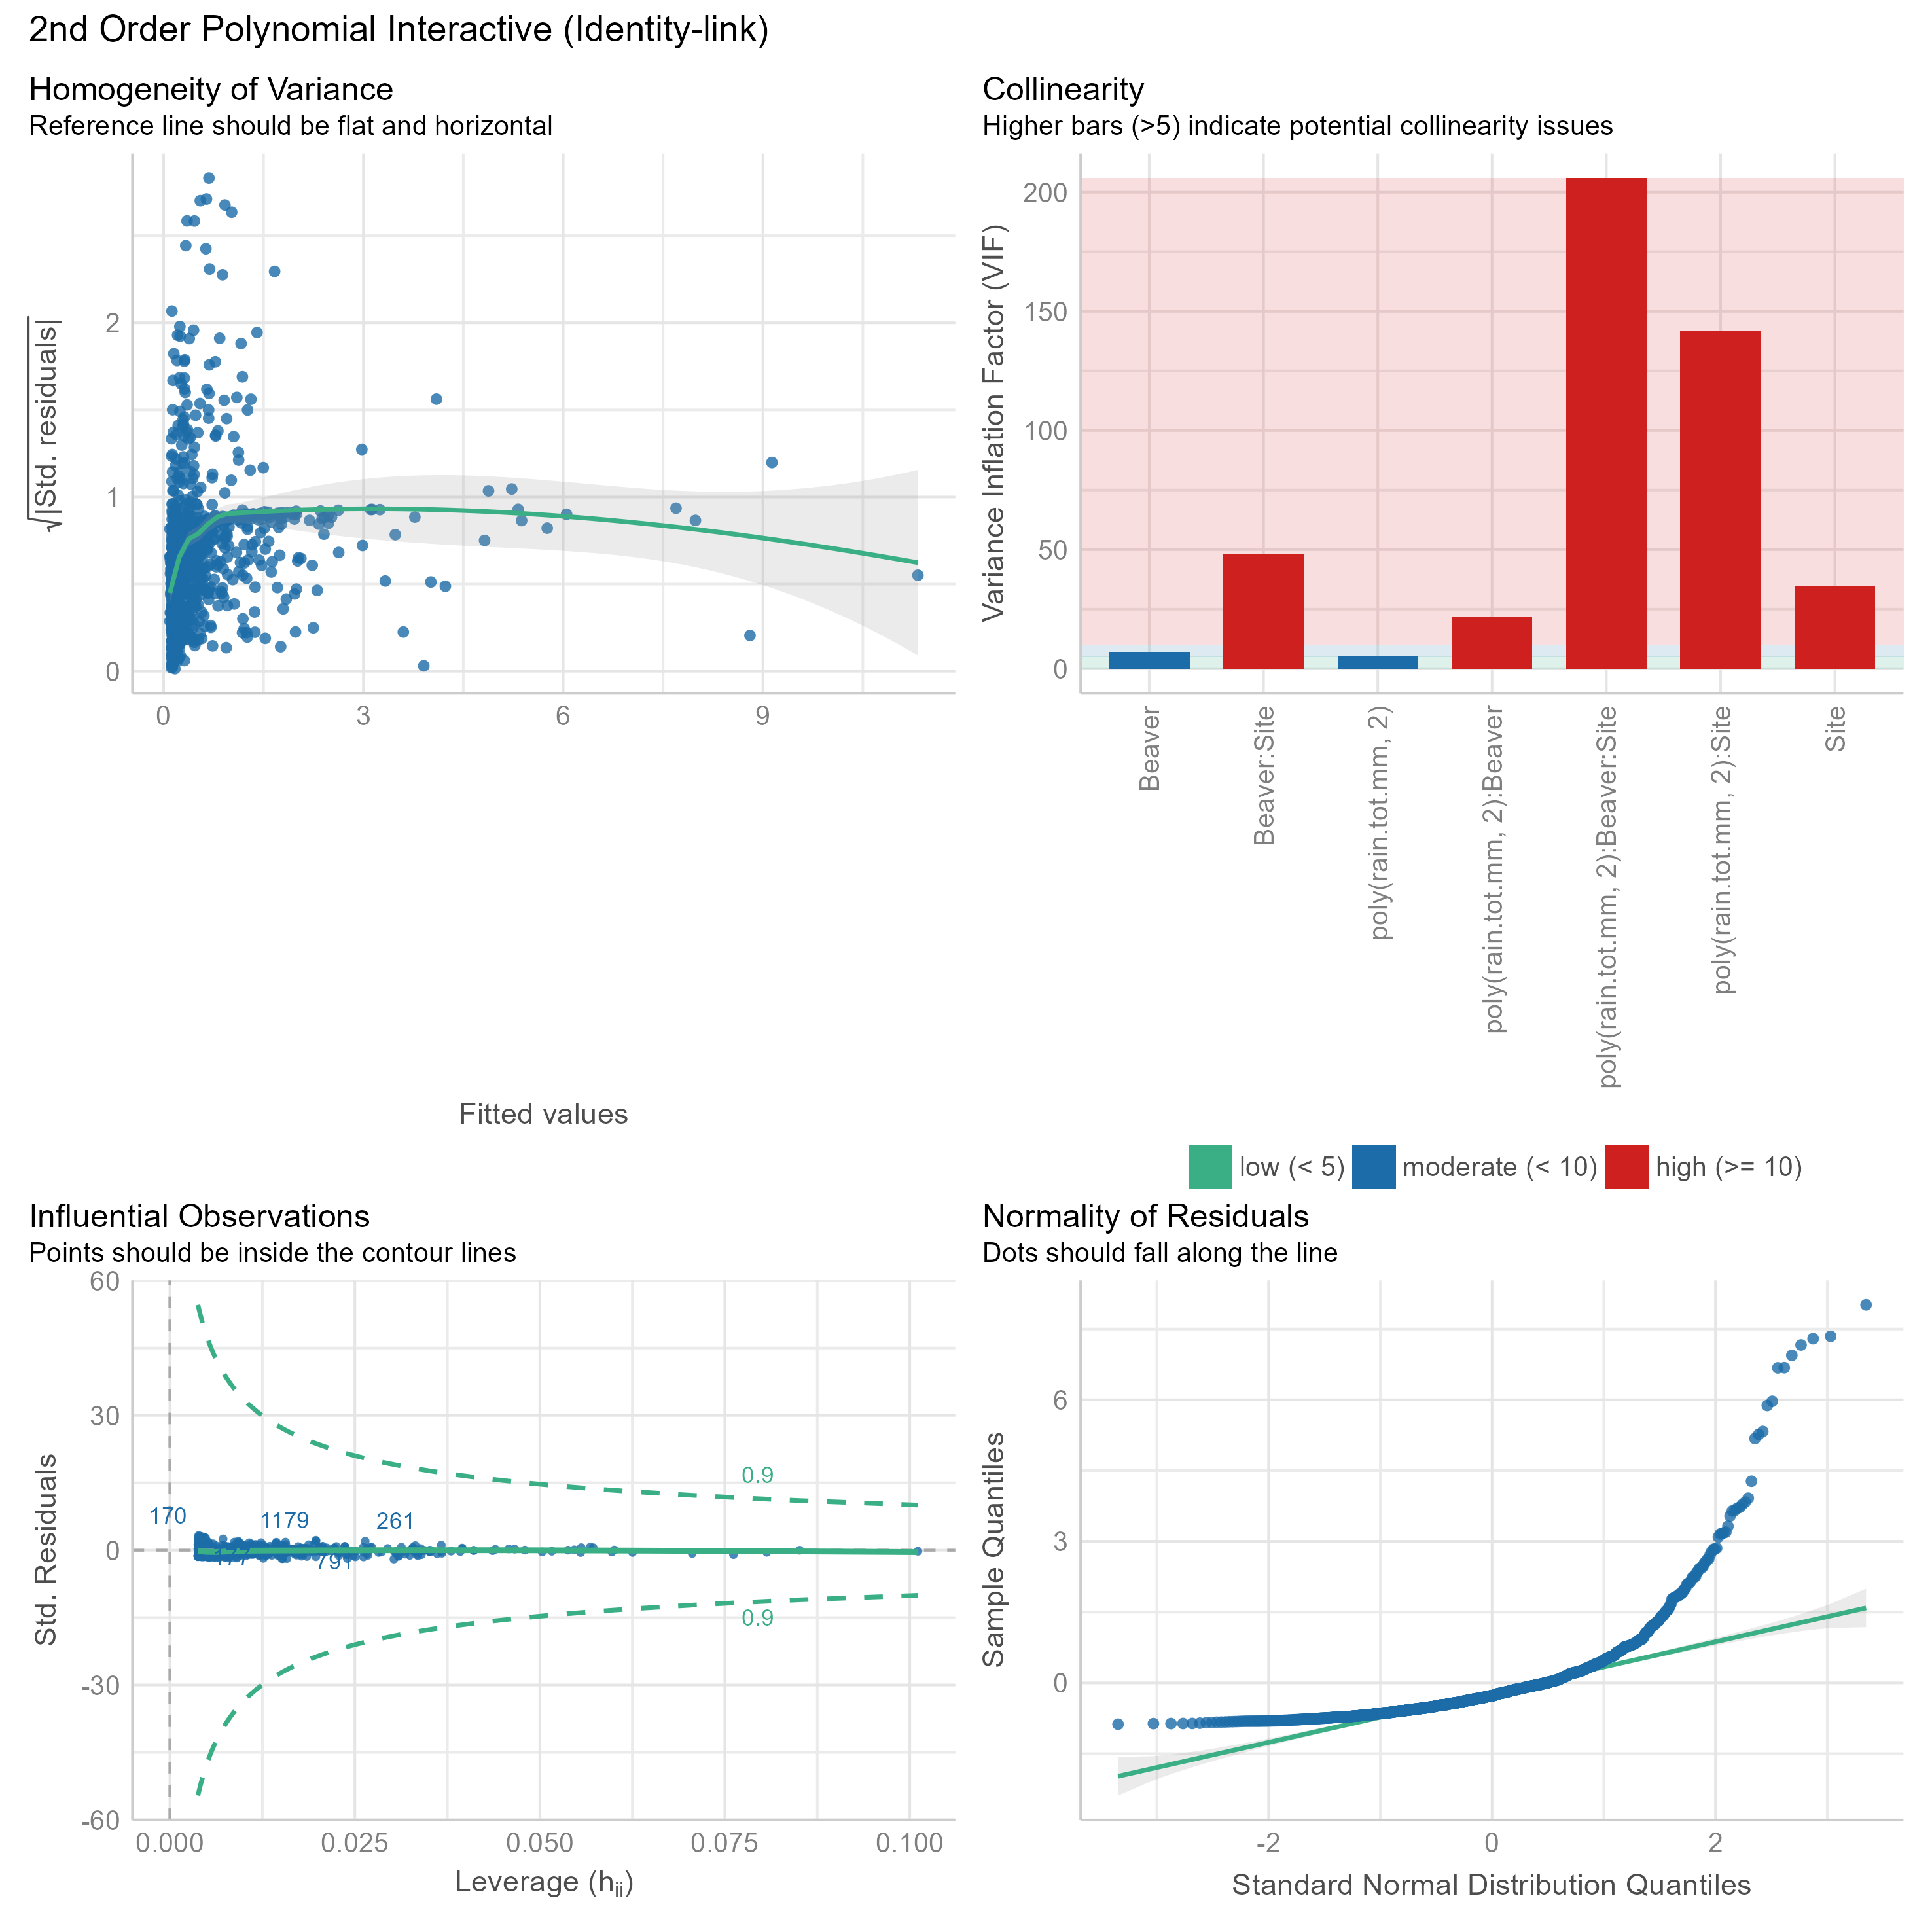 2nd Order Polynomial Interactive (Identity-link)
Homogeneity of Variance
Reference line should be flat and horizontal
√|Std. residuals|
2
1
0
0 3 6 9
Fitted values
Collinearity
Higher bars (>5) indicate potential collinearity issues
Variance Inflation Factor (VIF)
200
150
100
50
0
Beaver
Beaver:Site
poly(rain.tot.mm, 2)
poly(rain.tot.mm, 2):Beaver
poly(rain.tot.mm, 2):Beaver:Site
poly(rain.tot.mm, 2):Site
Site
low (< 5) moderate (< 10) high (>= 10)
Influential Observations
Points should be inside the contour lines
Std. Residuals
60
30
0
-30
-60
0.9
170
1179
261
791
0.9
0.000 0.025 0.050 0.075 0.100
Leverage (hii)
Normality of Residuals
Dots should fall along the line
Sample Quantiles
6
3
0
-2 0 2
Standard Normal Distribution Quantiles